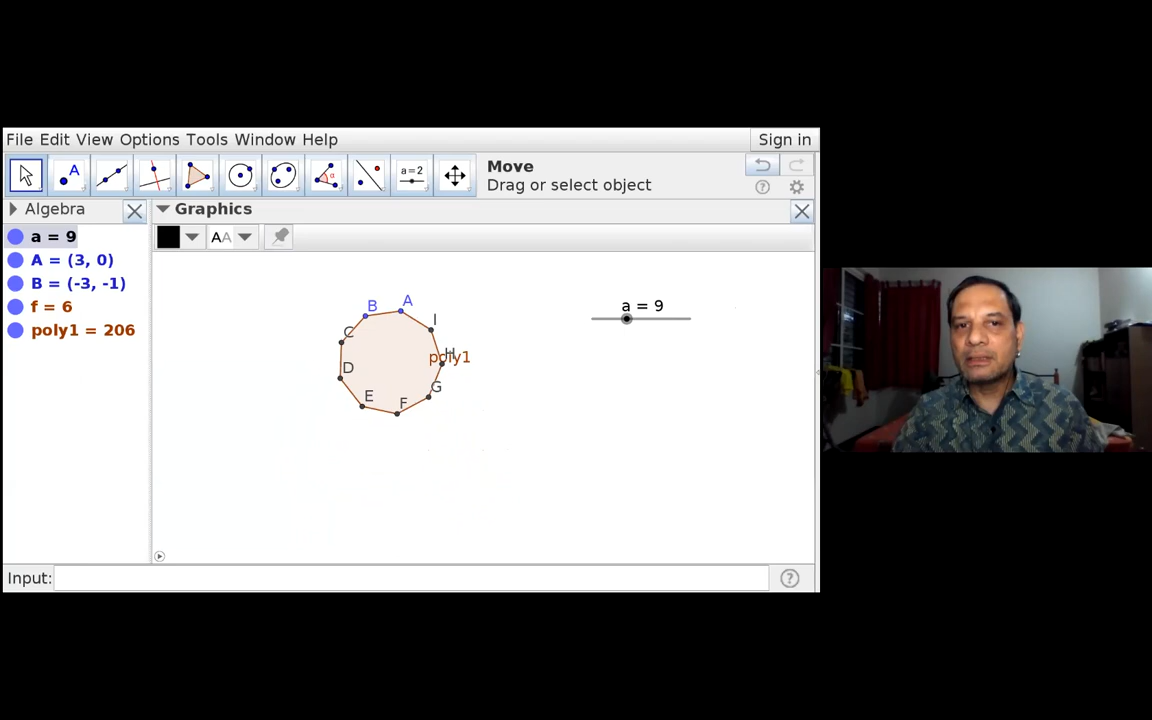 File Edit View Options Tools Window Help
Sign in
A
α
a=2
Move
Drag or select object
Algebra
Graphics
AA
a = 9
A = (3, 0)
B = (-3, -1)
f = 6
poly1 = 206
a = 9
B
A
I
C
H
poly1
D
G
E
F
Input: